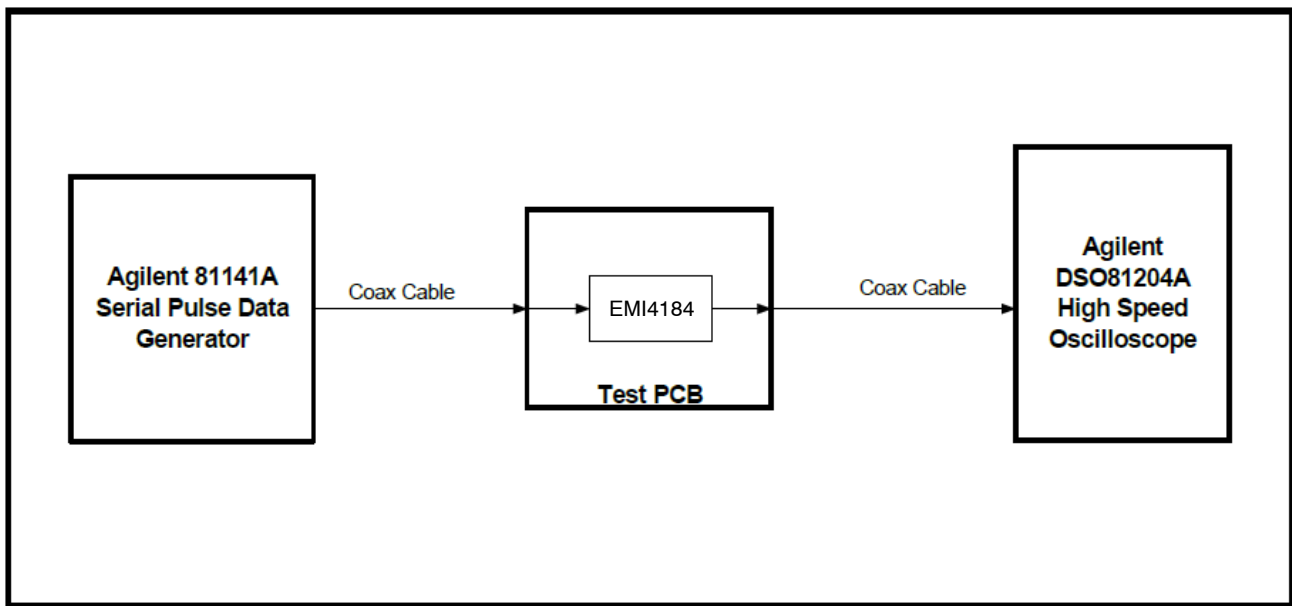 Agilent 81141A
Serial Pulse Data
Generator
Coax Cable
EMI4184
Test PCB
Coax Cable
Agilent
DSO81204A
High Speed
Oscilloscope